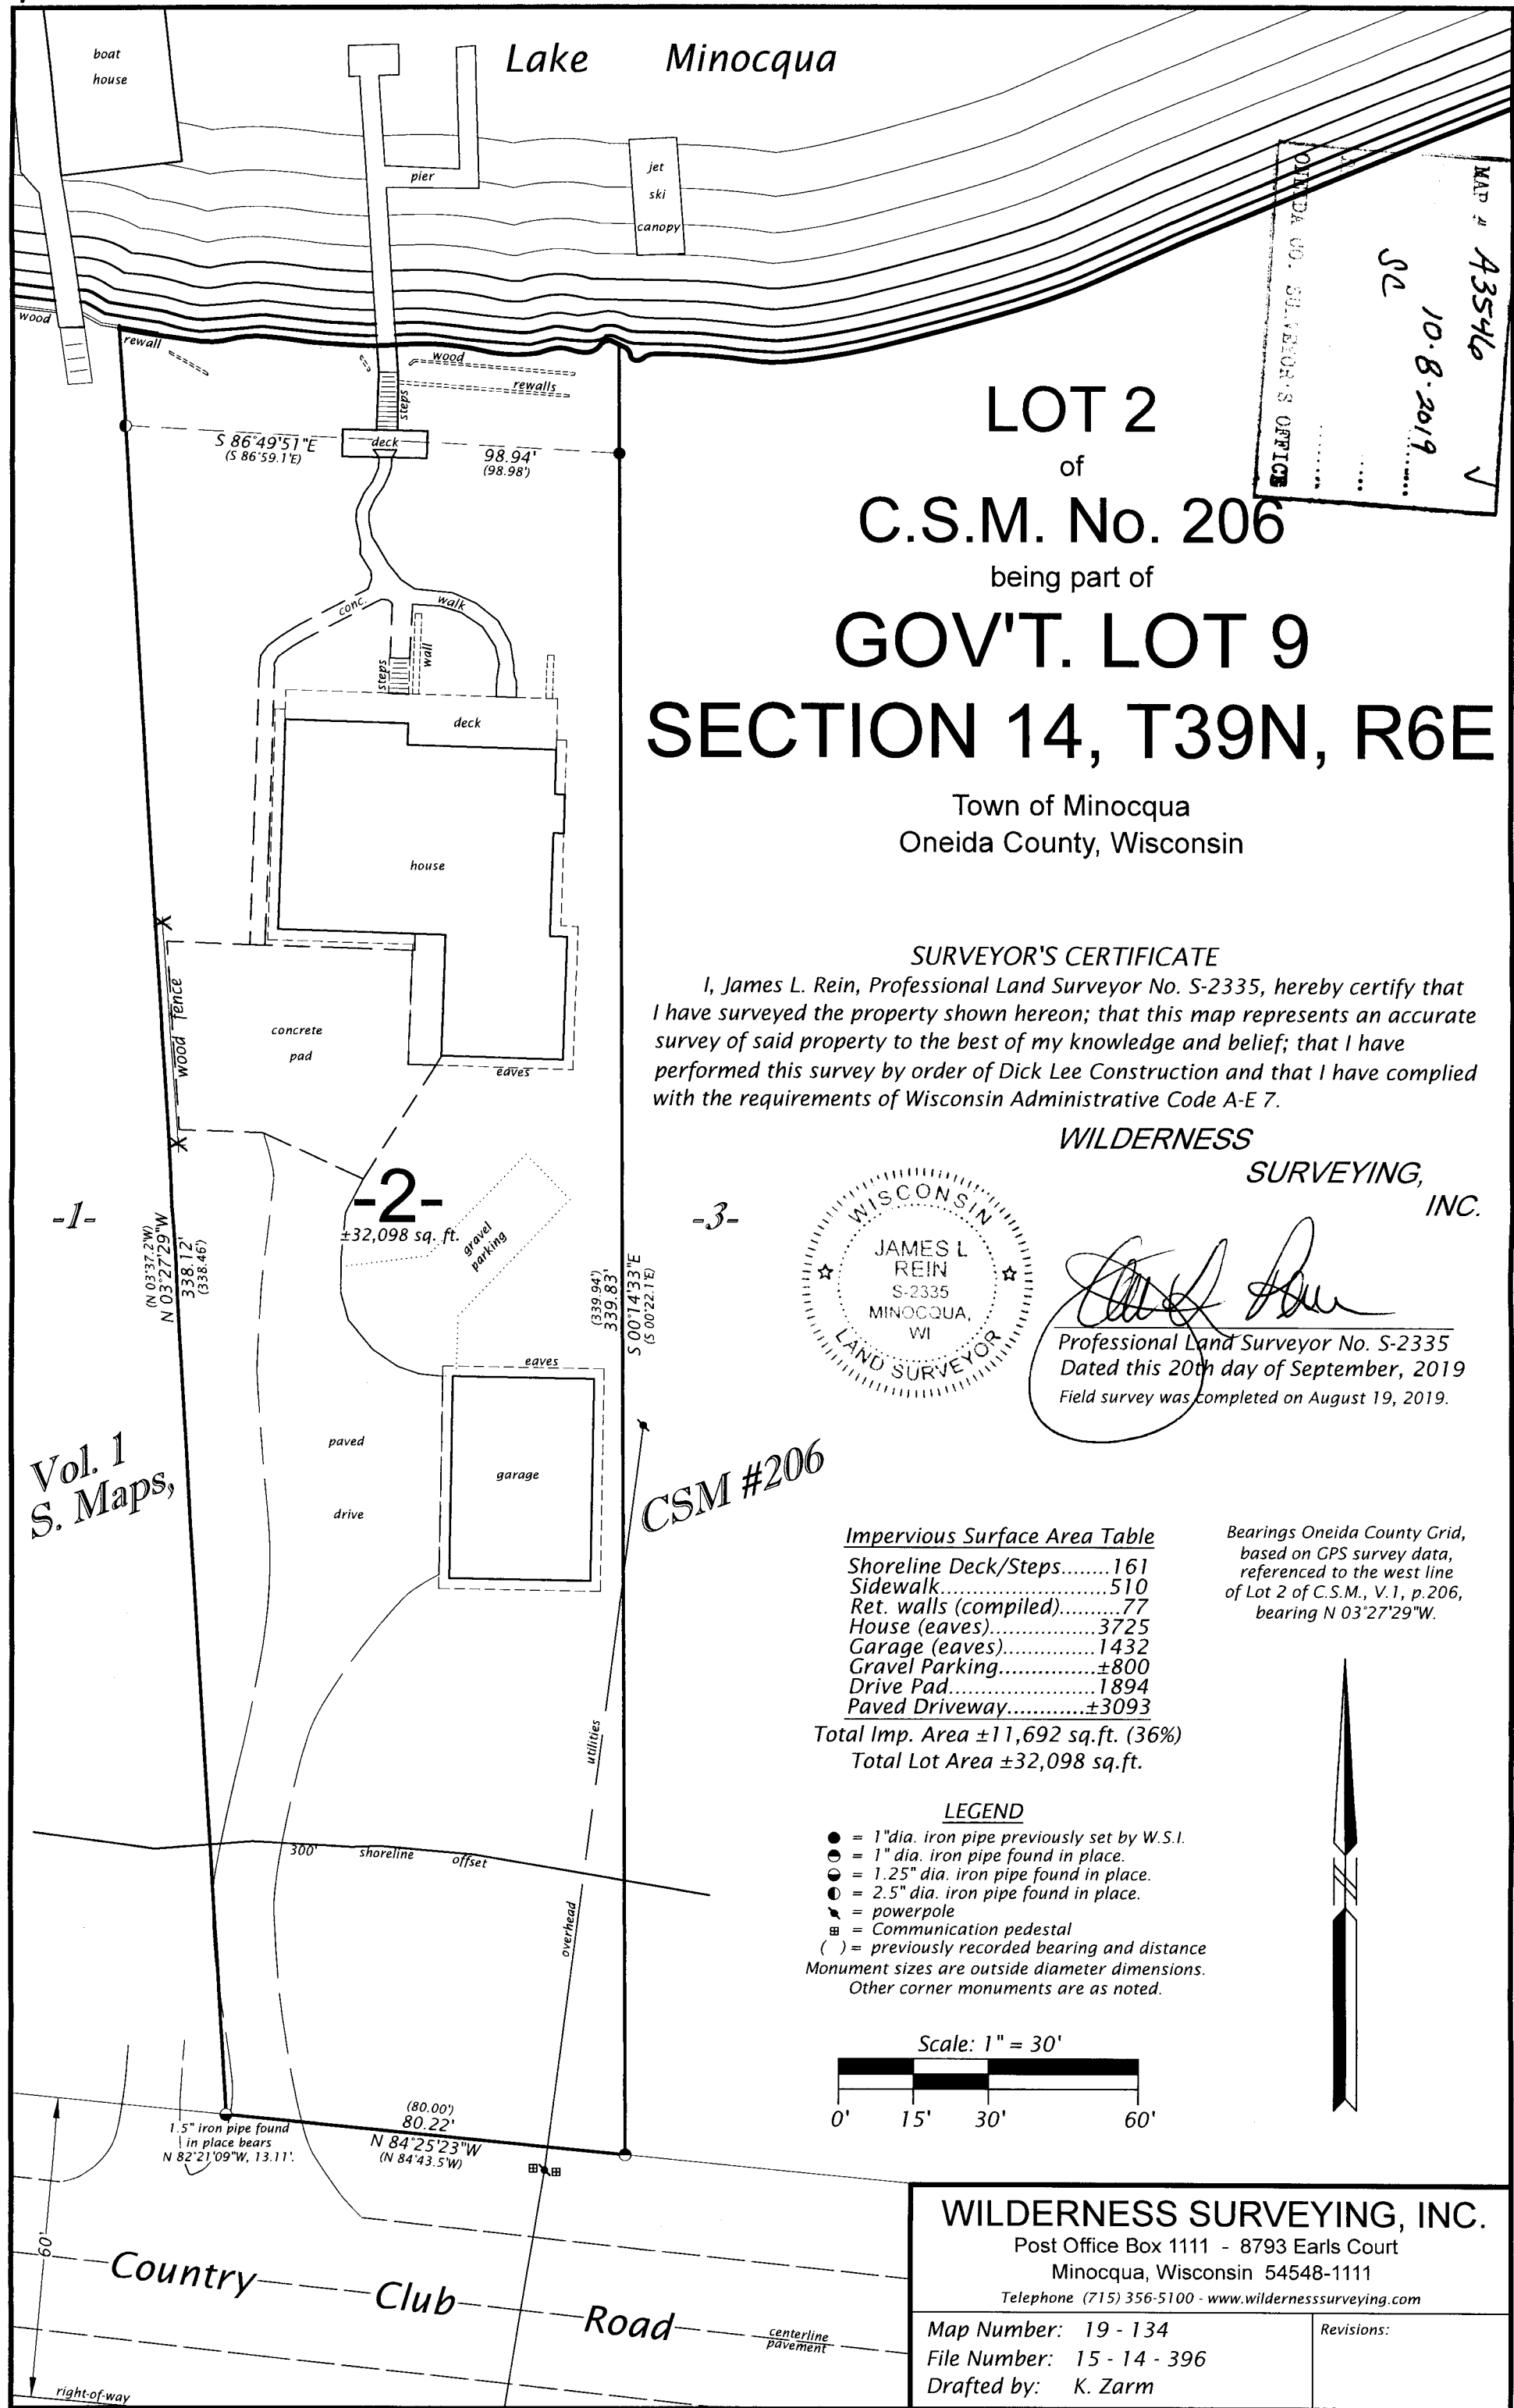 boat
house
Lake Minocqua
pier
jet
ski
canopy
MAP # A3546 ✓
SC 10-8-2019
ONEIDA CO. SURVEYOR'S OFFICE
wood
rewall
wood
rewalls
steps
S 86°49'51"E
(S 86°59.1'E)
deck
98.94'
(98.98')
LOT 2
of
C.S.M. No. 206
being part of
GOV'T. LOT 9
SECTION 14, T39N, R6E
Town of Minocqua
Oneida County, Wisconsin
conc.
walk
steps
wall
deck
house
wood fence
concrete
pad
eaves
SURVEYOR'S CERTIFICATE
I, James L. Rein, Professional Land Surveyor No. S-2335, hereby certify that
I have surveyed the property shown hereon; that this map represents an accurate
survey of said property to the best of my knowledge and belief; that I have
performed this survey by order of Dick Lee Construction and that I have complied
with the requirements of Wisconsin Administrative Code A-E 7.
WILDERNESS
SURVEYING,
INC.
WISCONSIN
JAMES L
REIN
S-2335
MINOCQUA,
WI
LAND SURVEYOR
Professional Land Surveyor No. S-2335
Dated this 20th day of September, 2019
Field survey was completed on August 19, 2019.
-1-
-2-
±32,098 sq. ft.
-3-
gravel
parking
(N 03°37.2'W)
N 03°27'29"W
338.12'
(338.46')
(339.94')
339.83'
S 00°14'33"E
(S 00°22.1'E)
eaves
garage
paved
drive
Vol. 1
S. Maps,
CSM #206
Impervious Surface Area Table
Shoreline Deck/Steps........161
Sidewalk..........................510
Ret. walls (compiled)..........77
House (eaves).................3725
Garage (eaves)...............1432
Gravel Parking...............±800
Drive Pad.......................1894
Paved Driveway............±3093
Total Imp. Area ±11,692 sq.ft. (36%)
Total Lot Area ±32,098 sq.ft.
Bearings Oneida County Grid,
based on GPS survey data,
referenced to the west line
of Lot 2 of C.S.M., V.1, p.206,
bearing N 03°27'29"W.
LEGEND
= 1"dia. iron pipe previously set by W.S.I.
= 1" dia. iron pipe found in place.
= 1.25" dia. iron pipe found in place.
= 2.5" dia. iron pipe found in place.
= powerpole
= Communication pedestal
( ) = previously recorded bearing and distance
Monument sizes are outside diameter dimensions.
Other corner monuments are as noted.
Scale: 1" = 30'
0' 15' 30' 60'
utilities
overhead
300' shoreline offset
1.5" iron pipe found
in place bears
N 82°21'09"W, 13.11'.
(80.00')
80.22'
N 84°25'23"W
(N 84°43.5'W)
60'
Country Club Road
centerline
pavement
right-of-way
WILDERNESS SURVEYING, INC.
Post Office Box 1111 - 8793 Earls Court
Minocqua, Wisconsin 54548-1111
Telephone (715) 356-5100 - www.wildernesssurveying.com
Map Number: 19 - 134
File Number: 15 - 14 - 396
Drafted by: K. Zarm
Revisions: